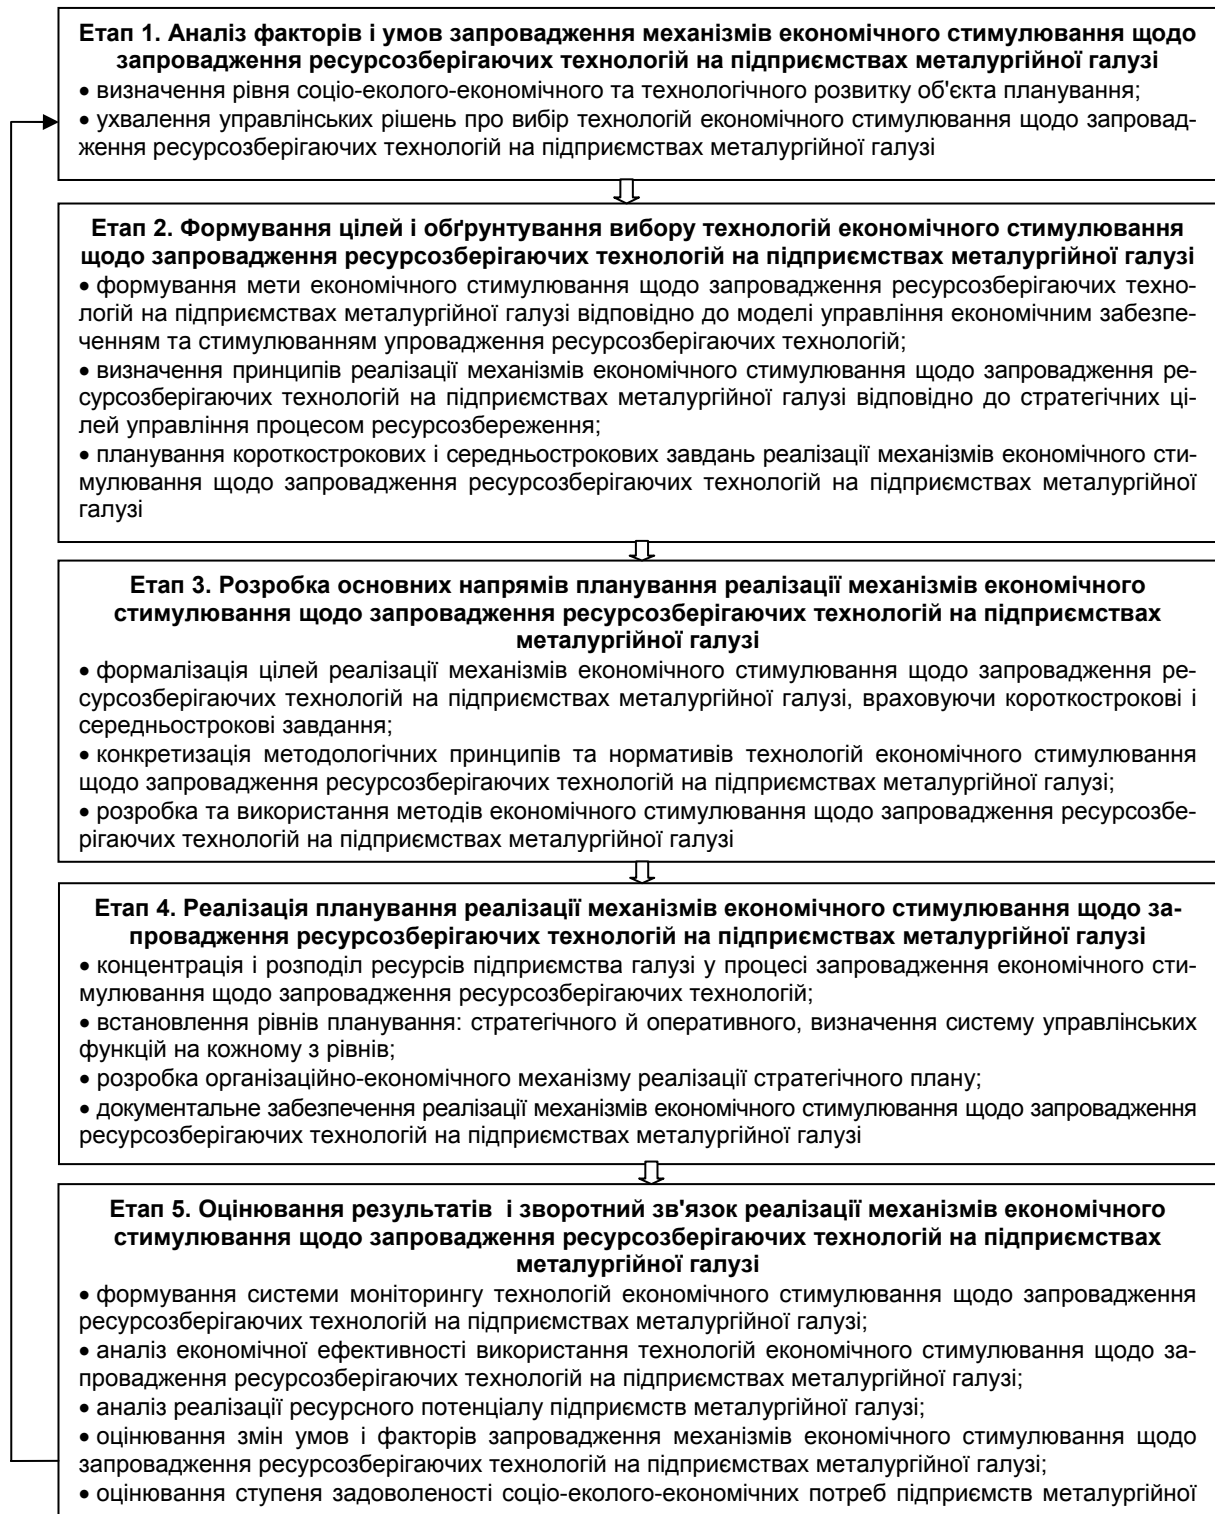 Етап 1. Аналіз факторів і умов запровадження механізмів економічного стимулювання щодо
запровадження ресурсозберігаючих технологій на підприємствах металургійної галузі
• визначення рівня соціо-еколого-економічного та технологічного розвитку об'єкта планування;
• ухвалення управлінських рішень про вибір технологій економічного стимулювання щодо запровад-
ження ресурсозберігаючих технологій на підприємствах металургійної галузі
Етап 2. Формування цілей і обґрунтування вибору технологій економічного стимулювання
щодо запровадження ресурсозберігаючих технологій на підприємствах металургійної галузі
• формування мети економічного стимулювання щодо запровадження ресурсозберігаючих техно-
логій на підприємствах металургійної галузі відповідно до моделі управління економічним забезпе-
ченням та стимулюванням упровадження ресурсозберігаючих технологій;
• визначення принципів реалізації механізмів економічного стимулювання щодо запровадження ре-
сурсозберігаючих технологій на підприємствах металургійної галузі відповідно до стратегічних ці-
лей управління процесом ресурсозбереження;
• планування короткострокових і середньострокових завдань реалізації механізмів економічного сти-
мулювання щодо запровадження ресурсозберігаючих технологій на підприємствах металургійної
галузі
Етап 3. Розробка основних напрямів планування реалізації механізмів економічного
стимулювання щодо запровадження ресурсозберігаючих технологій на підприємствах
металургійної галузі
• формалізація цілей реалізації механізмів економічного стимулювання щодо запровадження ре-
сурсозберігаючих технологій на підприємствах металургійної галузі, враховуючи короткострокові і
середньострокові завдання;
• конкретизація методологічних принципів та нормативів технологій економічного стимулювання
щодо запровадження ресурсозберігаючих технологій на підприємствах металургійної галузі;
• розробка та використання методів економічного стимулювання щодо запровадження ресурсозбе-
рігаючих технологій на підприємствах металургійної галузі
Етап 4. Реалізація планування реалізації механізмів економічного стимулювання щодо за-
провадження ресурсозберігаючих технологій на підприємствах металургійної галузі
• концентрація і розподіл ресурсів підприємства галузі у процесі запровадження економічного сти-
мулювання щодо запровадження ресурсозберігаючих технологій;
• встановлення рівнів планування: стратегічного й оперативного, визначення систему управлінських
функцій на кожному з рівнів;
• розробка організаційно-економічного механізму реалізації стратегічного плану;
• документальне забезпечення реалізації механізмів економічного стимулювання щодо запровадження
ресурсозберігаючих технологій на підприємствах металургійної галузі
Етап 5. Оцінювання результатів і зворотний зв'язок реалізації механізмів економічного
стимулювання щодо запровадження ресурсозберігаючих технологій на підприємствах
металургійної галузі
• формування системи моніторингу технологій економічного стимулювання щодо запровадження
ресурсозберігаючих технологій на підприємствах металургійної галузі;
• аналіз економічної ефективності використання технологій економічного стимулювання щодо за-
провадження ресурсозберігаючих технологій на підприємствах металургійної галузі;
• аналіз реалізації ресурсного потенціалу підприємств металургійної галузі;
• оцінювання змін умов і факторів запровадження механізмів економічного стимулювання щодо
запровадження ресурсозберігаючих технологій на підприємствах металургійної галузі;
• оцінювання ступеня задоволеності соціо-еколого-економічних потреб підприємств металургійної